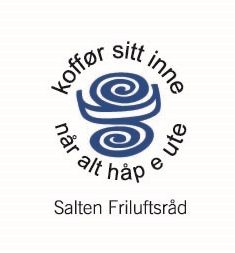 koffør sitt inne
når alt håp e ute
Salten Friluftsråd